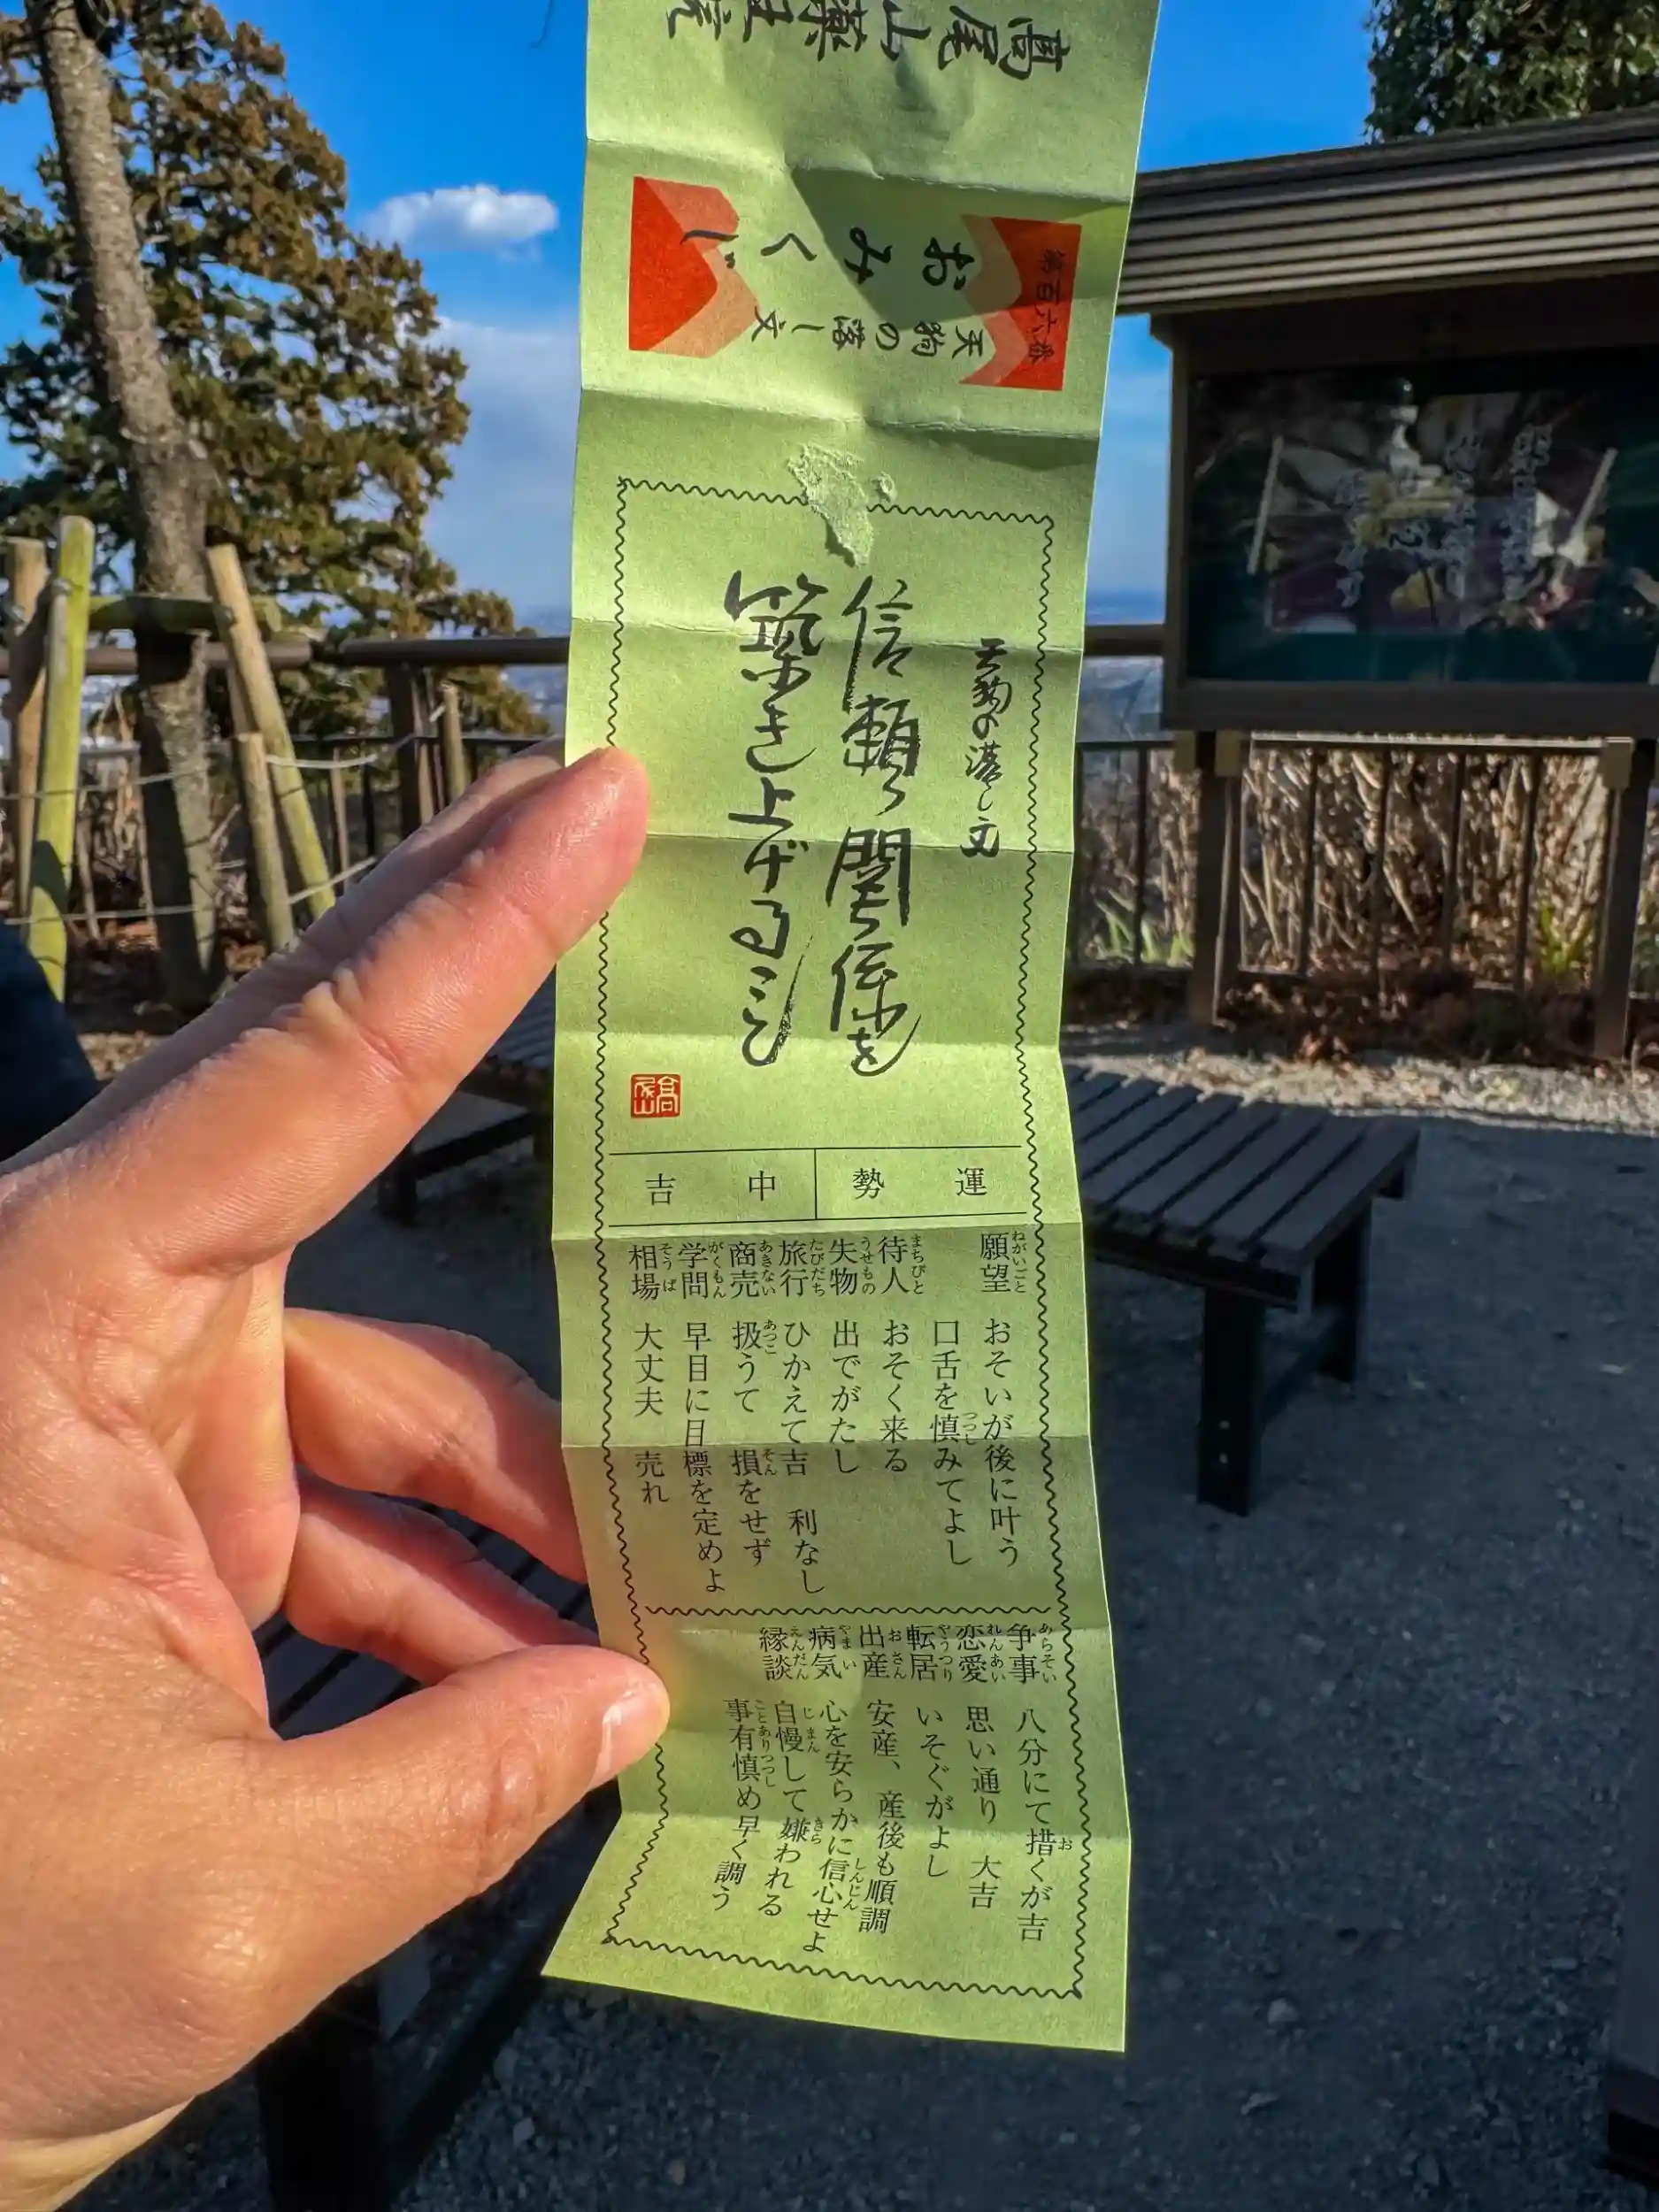 高尾山薬王院
第百六番
おみくじ
天狗の落し文
天狗の落し文
信頼関係を
築き上げること
運勢
中吉
願望 おそいが後に叶う
口舌を慎みてよし
待人 おそく来る
失物 出でがたし
旅行 ひかえて吉 利なし
商売 扱うて 損をせず
学問 早目に目標を定めよ
相場 大丈夫 売れ
争事 八分にて措くが吉
恋愛 思い通り 大吉
転居 いそぐがよし
出産 安産、産後も順調
病気 心を安らかに信心せよ
縁談 自慢して嫌われる
事有慎め早く調う